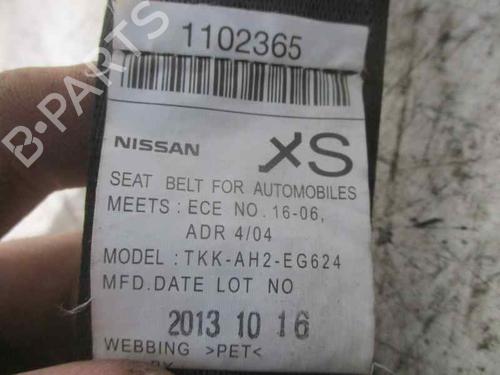 1102365
NISSAN XS
SEAT BELT FOR AUTOMOBILES
MEETS : ECE NO. 16-06,
ADR 4/04
MODEL : TKK-AH2-EG624
MFD.DATE LOT NO
2013 10 16
WEBBING >PET<
B-PARTS